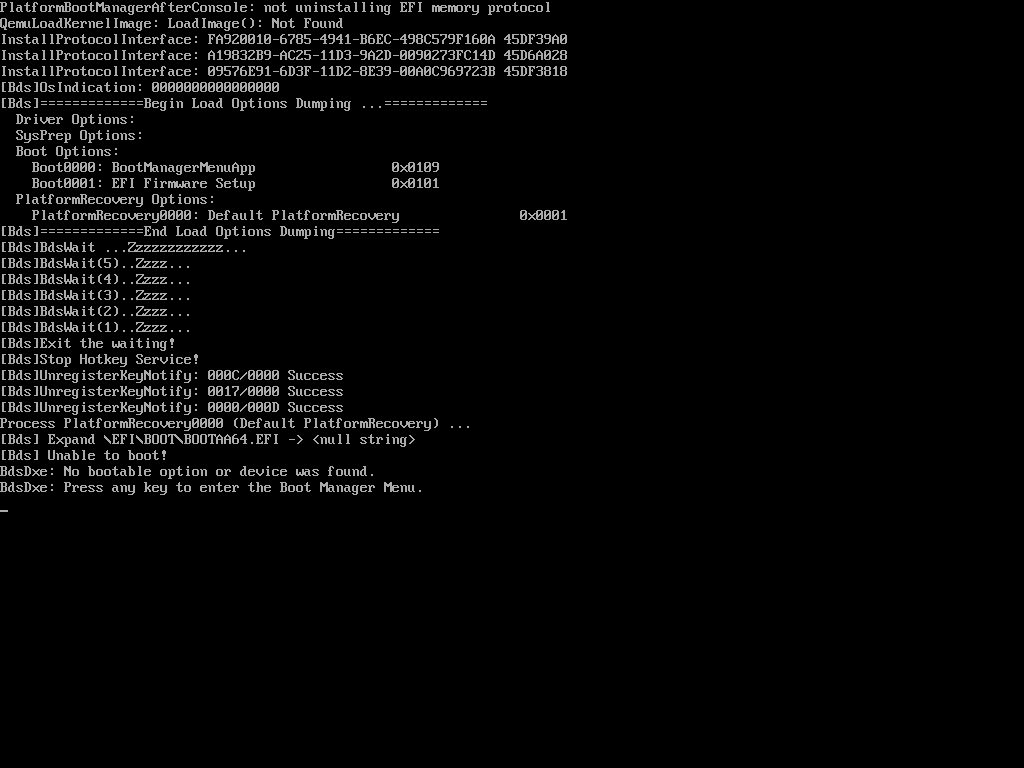 PlatformBootManagerAfterConsole: not uninstalling EFI memory protocol
QemuLoadKernelImage: LoadImage(): Not Found
InstallProtocolInterface: FA920010-6785-4941-B6EC-498C579F160A 45DF39A0
InstallProtocolInterface: A19832B9-AC25-11D3-9A2D-0090273FC14D 45D6A028
InstallProtocolInterface: 09576E91-6D3F-11D2-8E39-00A0C969723B 45DF3818
[Bds]OsIndication: 0000000000000000
[Bds]=============Begin Load Options Dumping ...=============
  Driver Options:
  SysPrep Options:
  Boot Options:
    Boot0000: BootManagerMenuApp                 0x0109
    Boot0001: EFI Firmware Setup                 0x0101
  PlatformRecovery Options:
    PlatformRecovery0000: Default PlatformRecovery               0x0001
[Bds]=============End Load Options Dumping=============
[Bds]BdsWait ...Zzzzzzzzzzzz...
[Bds]BdsWait(5)..Zzzz...
[Bds]BdsWait(4)..Zzzz...
[Bds]BdsWait(3)..Zzzz...
[Bds]BdsWait(2)..Zzzz...
[Bds]BdsWait(1)..Zzzz...
[Bds]Exit the waiting!
[Bds]Stop Hotkey Service!
[Bds]UnregisterKeyNotify: 000C/0000 Success
[Bds]UnregisterKeyNotify: 0017/0000 Success
[Bds]UnregisterKeyNotify: 0000/000D Success
Process PlatformRecovery0000 (Default PlatformRecovery) ...
[Bds] Expand \EFI\BOOT\BOOTAA64.EFI -> <null string>
[Bds] Unable to boot!
BdsDxe: No bootable option or device was found.
BdsDxe: Press any key to enter the Boot Manager Menu.